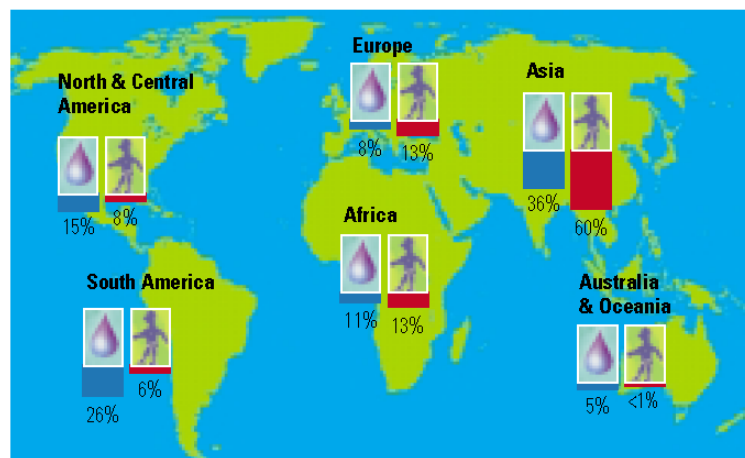 Europe
8%
13%
North & Central
America
15%
8%
Asia
36%
60%
Africa
11%
13%
South America
26%
6%
Australia
& Oceania
5%
<1%